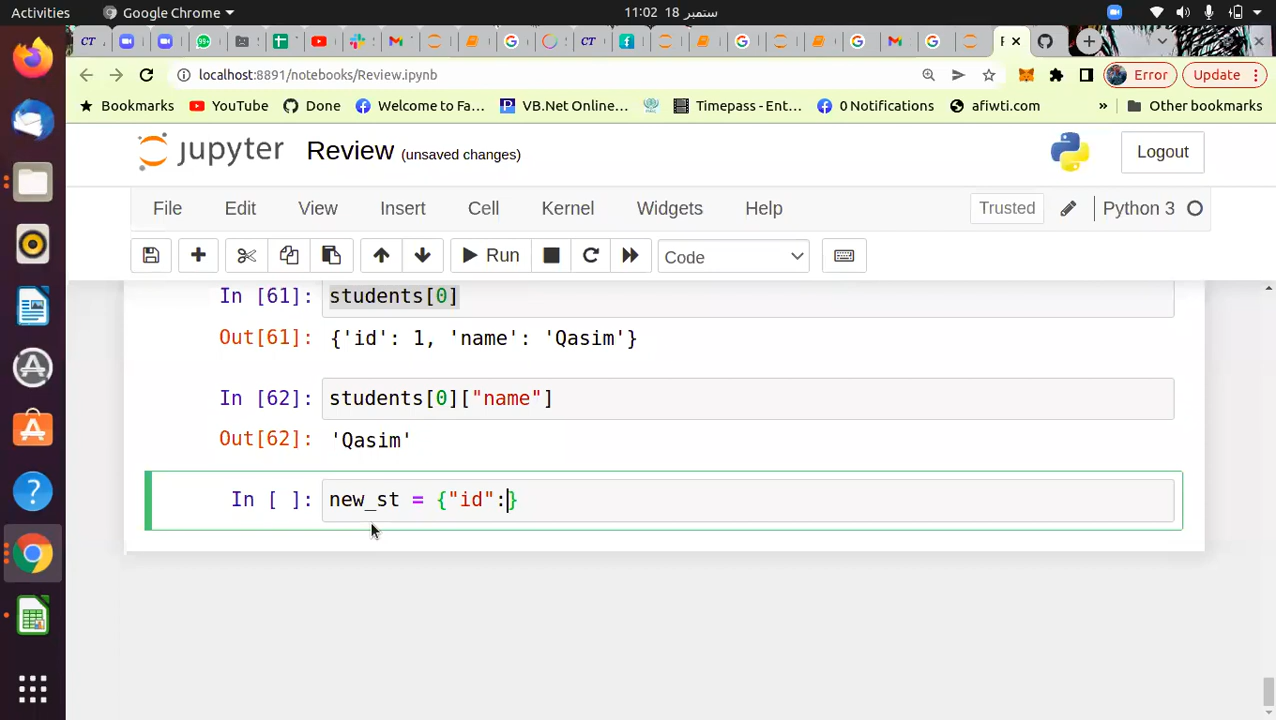 Activities Google Chrome 11:02 18 ستمبر
CT CT P
localhost:8891/notebooks/Review.ipynb Error Update
Bookmarks YouTube Done Welcome to Fa... VB.Net Online... Timepass - Ent... 0 Notifications afiwti.com » Other bookmarks
jupyter Review (unsaved changes) Logout
File Edit View Insert Cell Kernel Widgets Help Trusted Python 3
Run Code
In [61]: students[0]
Out[61]: {'id': 1, 'name': 'Qasim'}
In [62]: students[0]["name"]
Out[62]: 'Qasim'
In [ ]: new_st = {"id":}